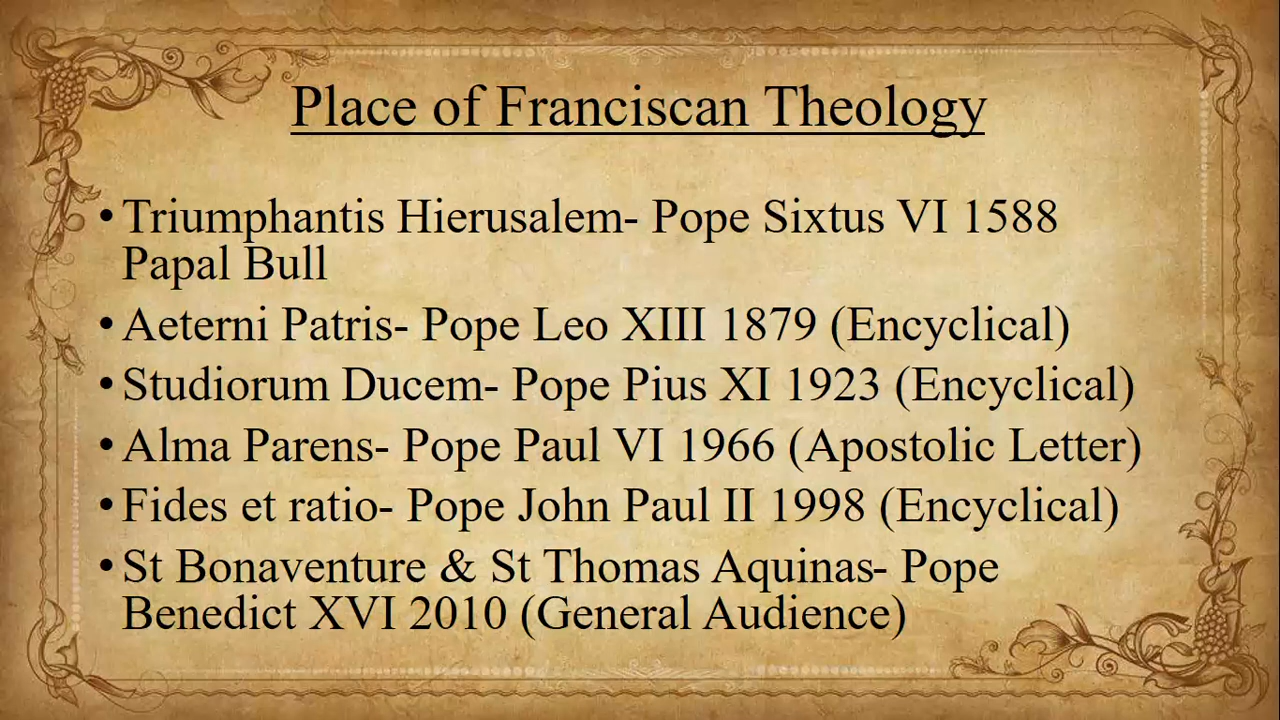 Place of Franciscan Theology
• Triumphantis Hierusalem- Pope Sixtus VI 1588
Papal Bull
• Aeterni Patris- Pope Leo XIII 1879 (Encyclical)
• Studiorum Ducem- Pope Pius XI 1923 (Encyclical)
• Alma Parens- Pope Paul VI 1966 (Apostolic Letter)
• Fides et ratio- Pope John Paul II 1998 (Encyclical)
• St Bonaventure & St Thomas Aquinas- Pope
Benedict XVI 2010 (General Audience)